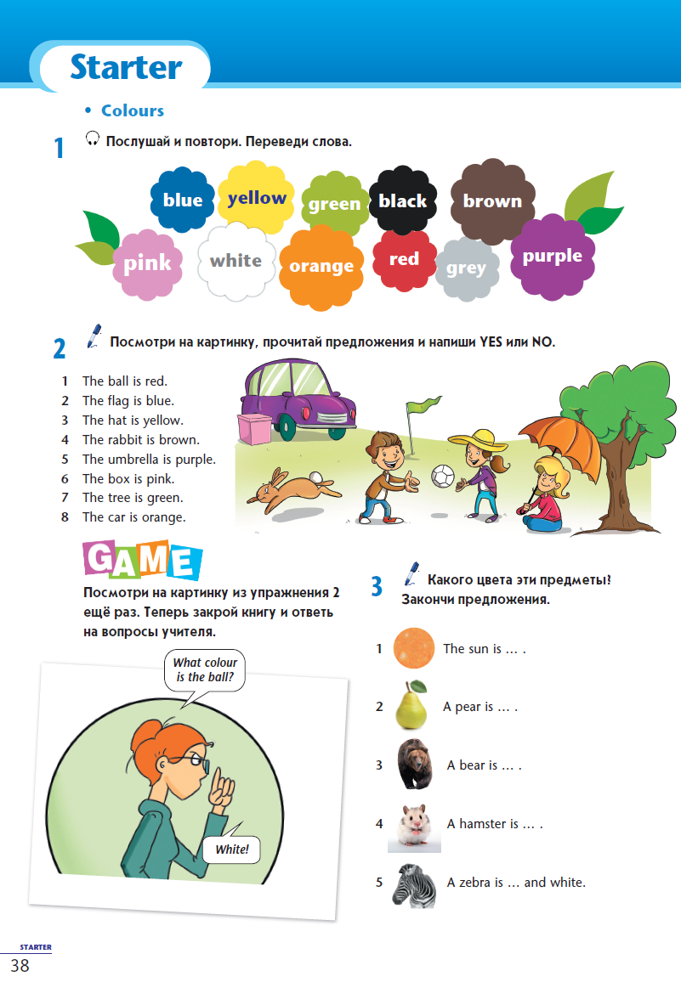 Starter
• Colours
1 Послушай и повтори. Переведи слова.
blue yellow green black brown
pink white orange red grey purple
2 Посмотри на картинку, прочитай предложения и напиши YES или NO.
1 The ball is red.
2 The flag is blue.
3 The hat is yellow.
4 The rabbit is brown.
5 The umbrella is purple.
6 The box is pink.
7 The tree is green.
8 The car is orange.
GAME
Посмотри на картинку из упражнения 2
ещё раз. Теперь закрой книгу и ответь
на вопросы учителя.
What colour
is the ball?
White!
3 Какого цвета эти предметы?
Закончи предложения.
1 The sun is ... .
2 A pear is ... .
3 A bear is ... .
4 A hamster is ... .
5 A zebra is ... and white.
STARTER
38